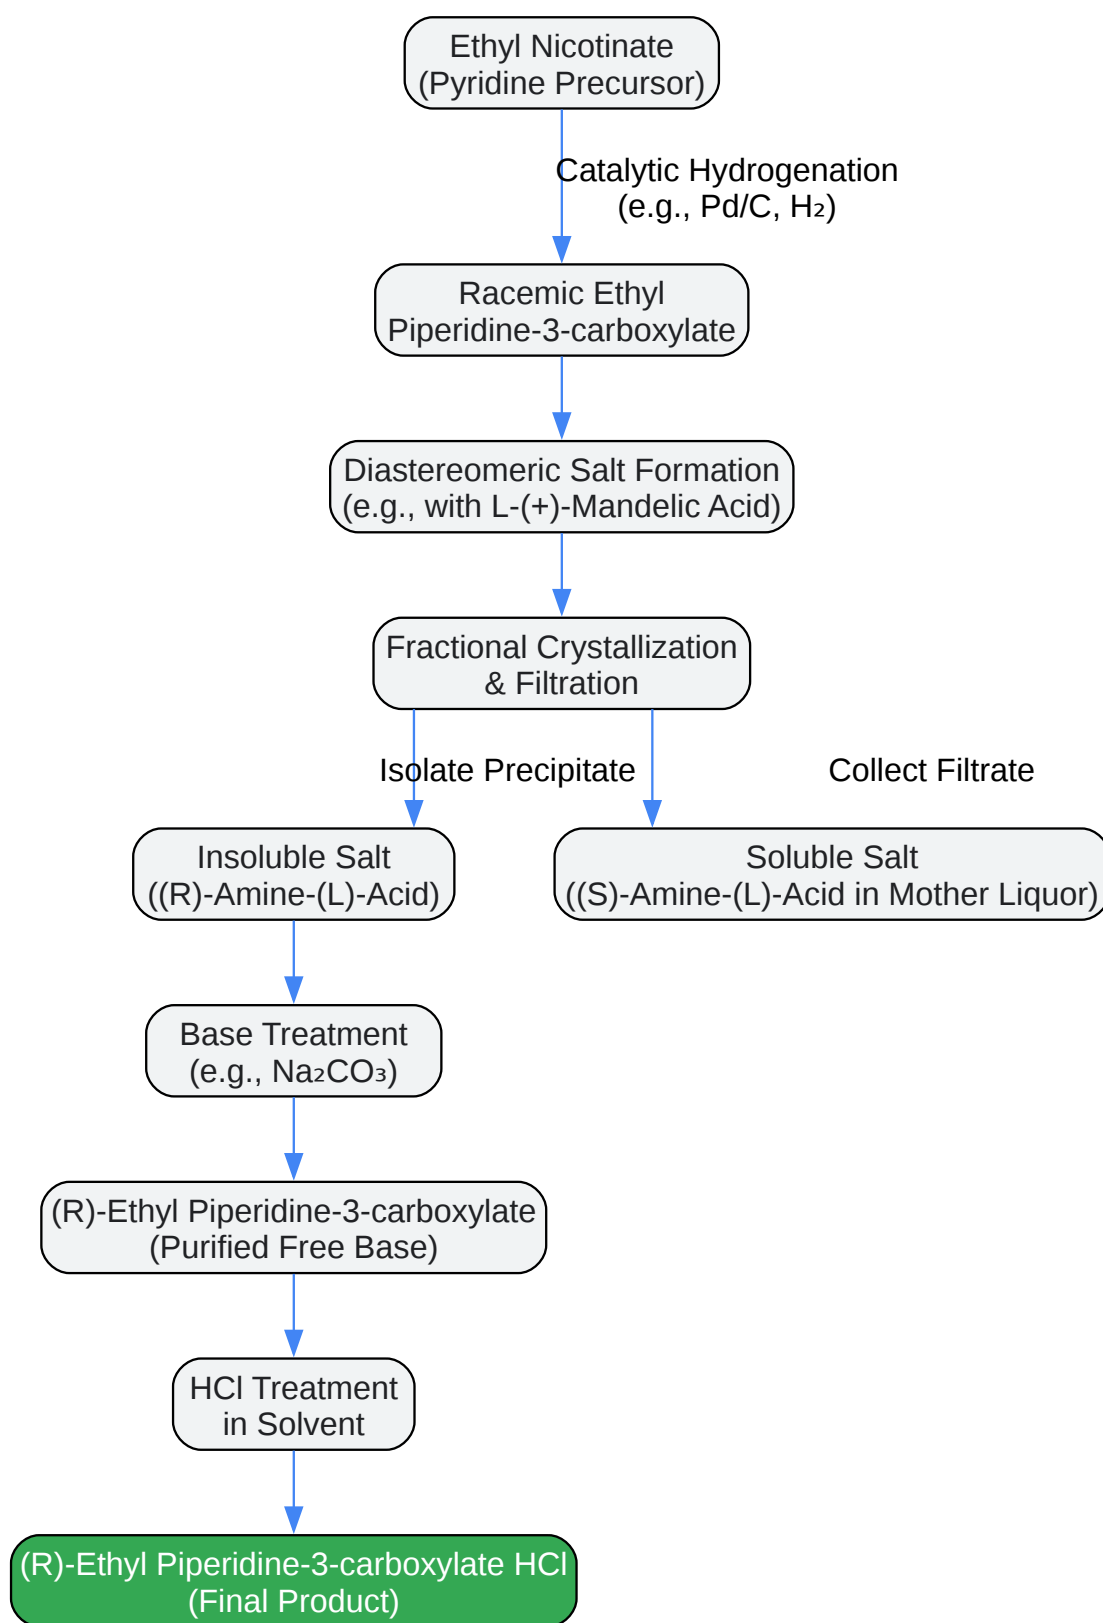 Ethyl Nicotinate
(Pyridine Precursor)
Catalytic Hydrogenation
(e.g., Pd/C, H₂)
Racemic Ethyl
Piperidine-3-carboxylate
Diastereomeric Salt Formation
(e.g., with L-(+)-Mandelic Acid)
Fractional Crystallization
& Filtration
Isolate Precipitate
Collect Filtrate
Insoluble Salt
((R)-Amine-(L)-Acid)
Soluble Salt
((S)-Amine-(L)-Acid in Mother Liquor)
Base Treatment
(e.g., Na₂CO₃)
(R)-Ethyl Piperidine-3-carboxylate
(Purified Free Base)
HCl Treatment
in Solvent
(R)-Ethyl Piperidine-3-carboxylate HCl
(Final Product)